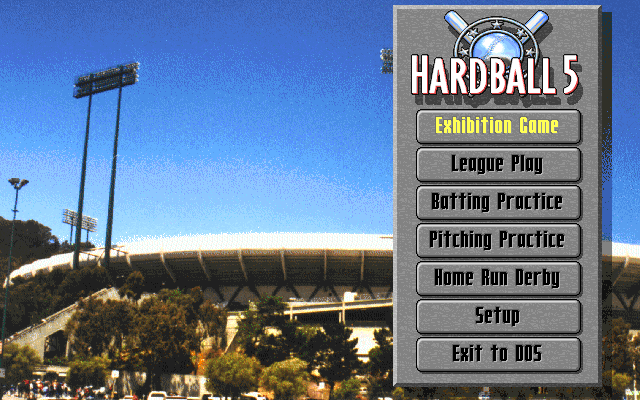 HARDBALL 5
Exhibition Game
League Play
Batting Practice
Pitching Practice
Home Run Derby
Setup
Exit to DOS